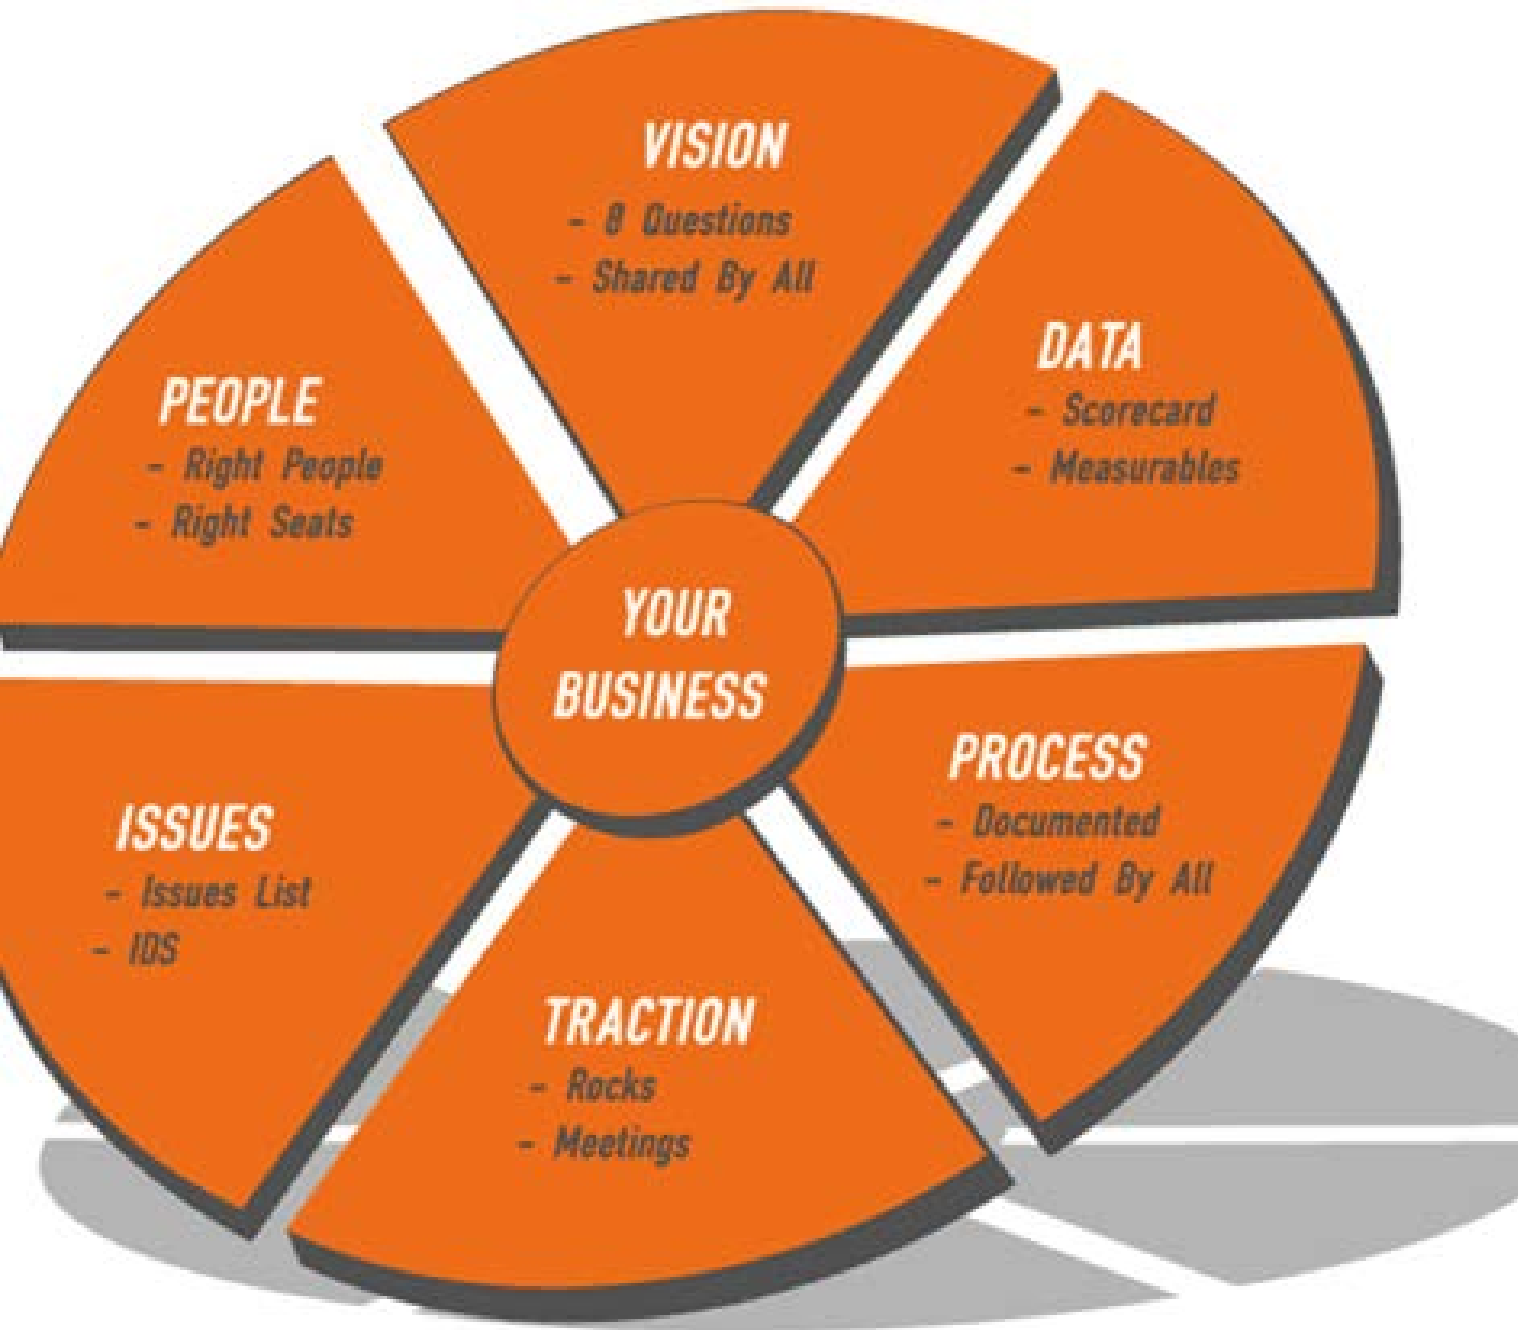 VISION
- 8 Questions
- Shared By All
DATA
- Scorecard
- Measurables
PEOPLE
- Right People
- Right Seats
YOUR
BUSINESS
PROCESS
- Documented
- Followed By All
ISSUES
- Issues List
- IDS
TRACTION
- Rocks
- Meetings